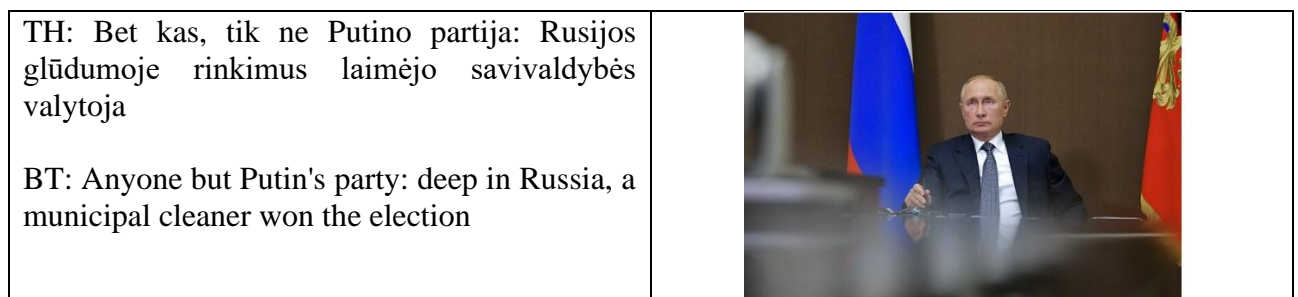 TH: Bet kas, tik ne Putino partija: Rusijos
glūdumoje rinkimus laimėjo savivaldybės
valytoja
BT: Anyone but Putin's party: deep in Russia, a
municipal cleaner won the election